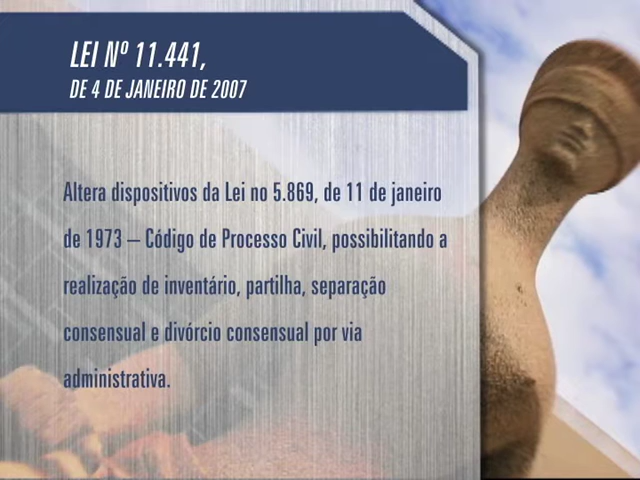 LEI Nº 11.441,
DE 4 DE JANEIRO DE 2007
Altera dispositivos da Lei no 5.869, de 11 de janeiro
de 1973 – Código de Processo Civil, possibilitando a
realização de inventário, partilha, separação
consensual e divórcio consensual por via
administrativa.